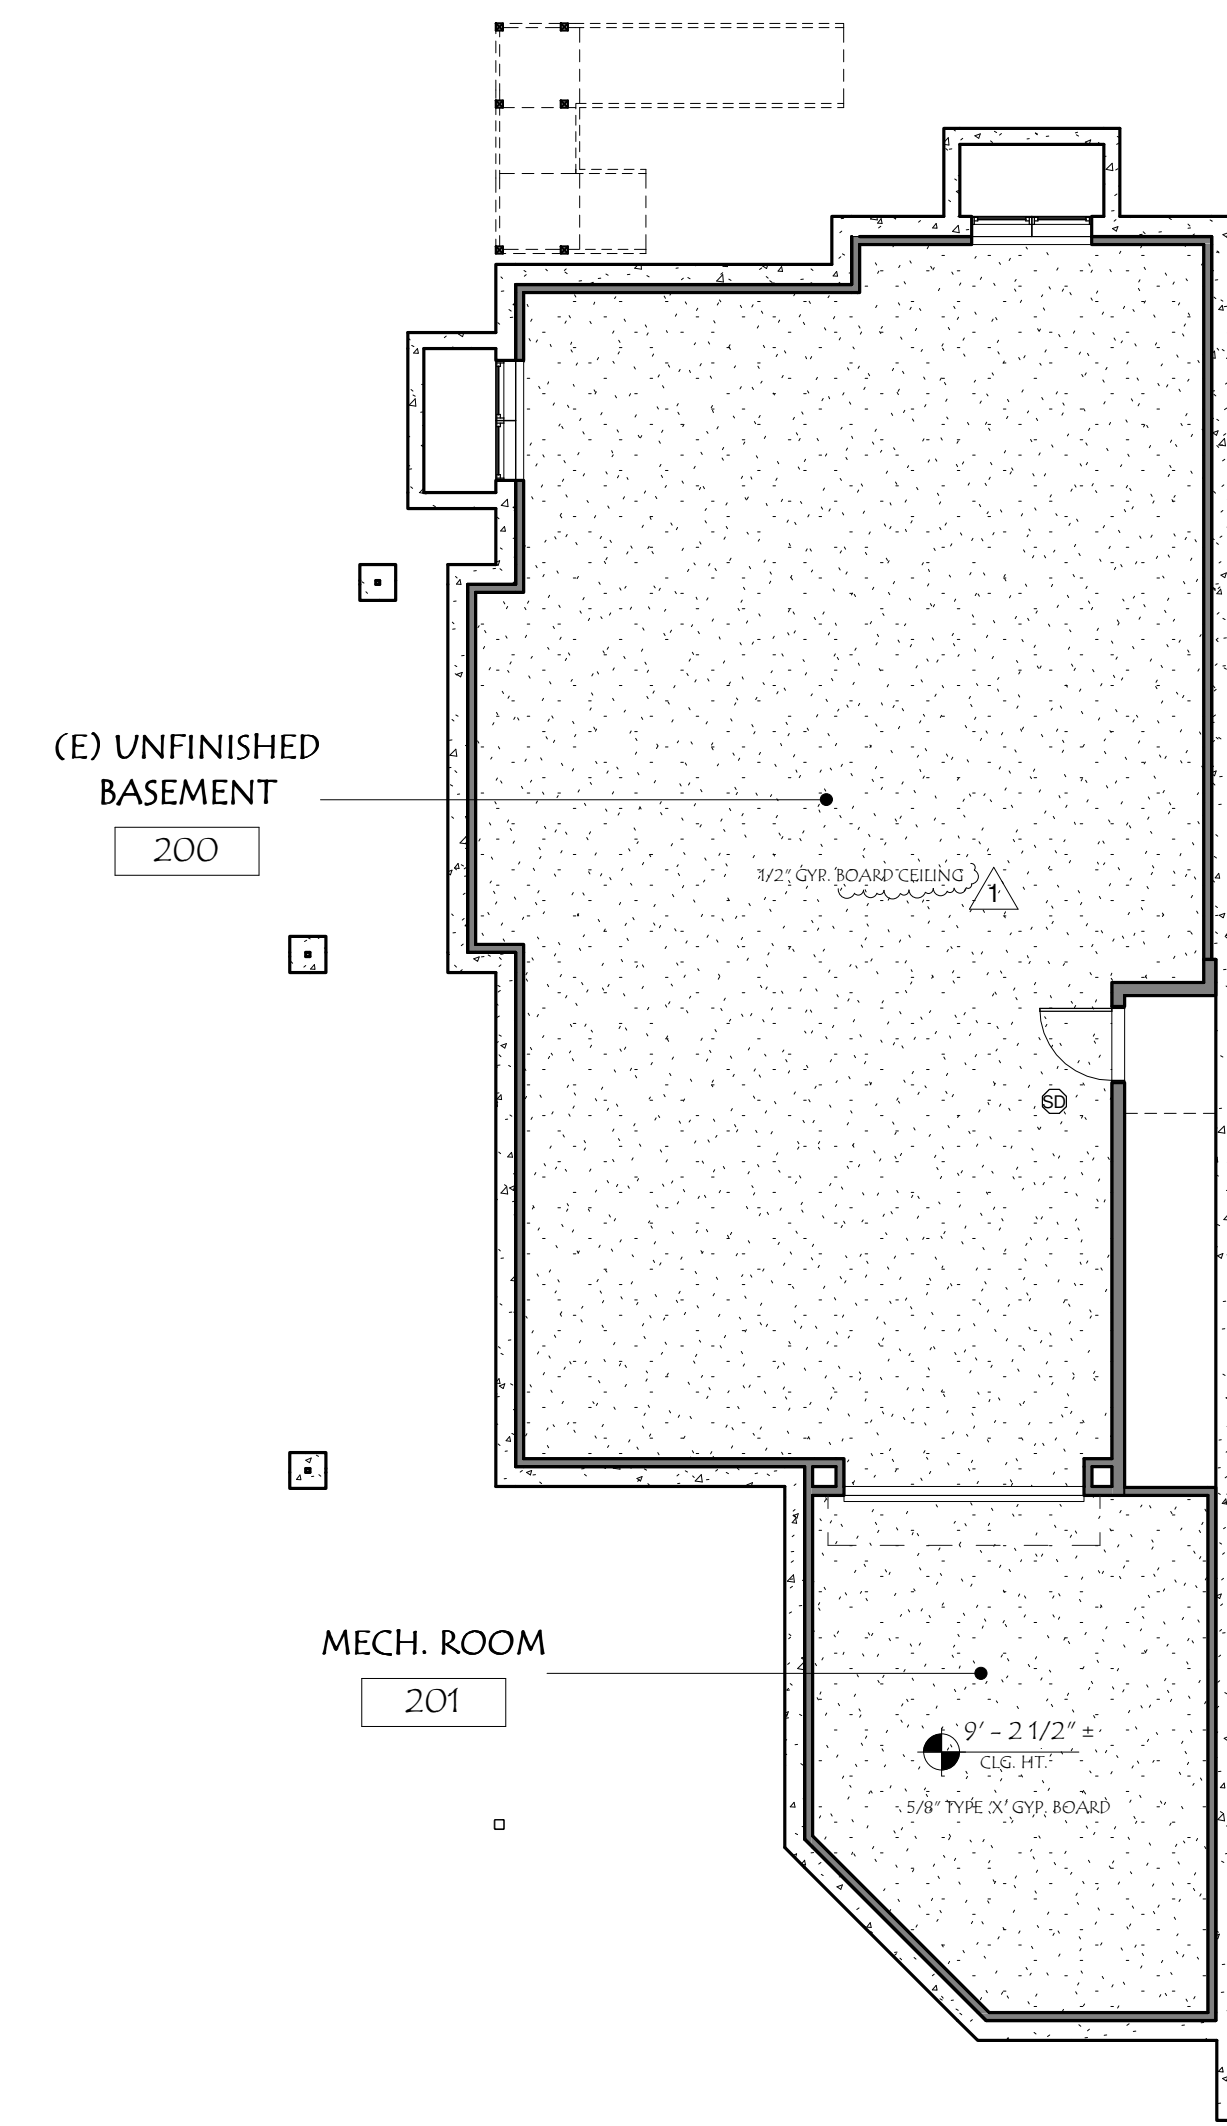 (E) UNFINISHED
BASEMENT
200
1/2" GYP. BOARD CEILING
1
SD
MECH. ROOM
201
9' - 2 1/2" ±
CLG. HT.
5/8" TYPE 'X' GYP. BOARD